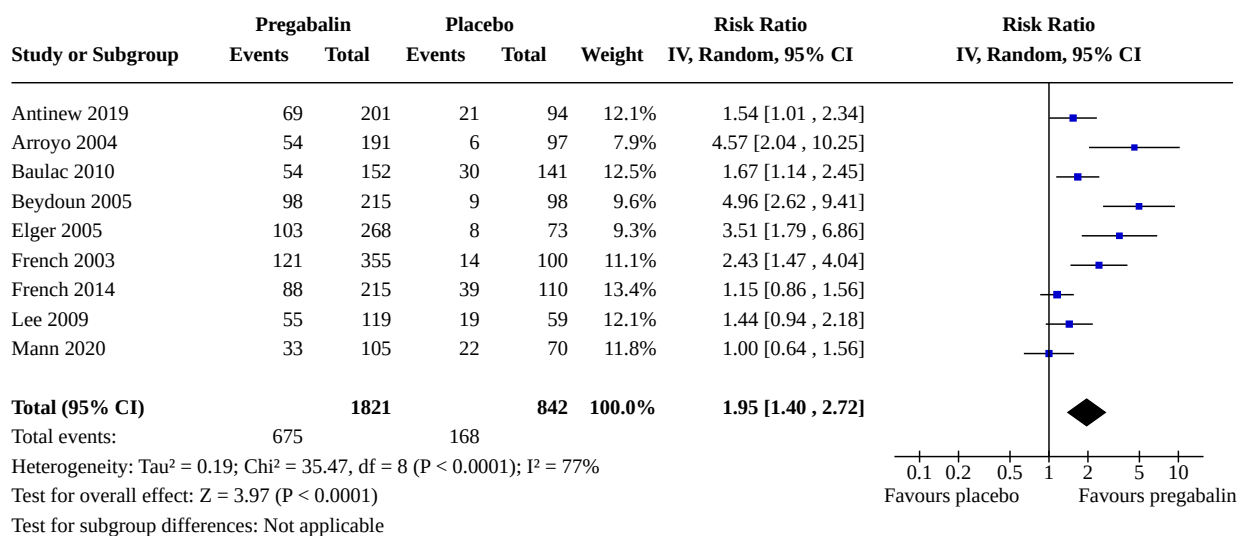 Pregabalin Placebo Risk Ratio Risk Ratio
Study or Subgroup Events Total Events Total Weight IV, Random, 95% CI IV, Random, 95% CI
Antinew 2019 69 201 21 94 12.1% 1.54 [1.01 , 2.34]
Arroyo 2004 54 191 6 97 7.9% 4.57 [2.04 , 10.25]
Baulac 2010 54 152 30 141 12.5% 1.67 [1.14 , 2.45]
Beydoun 2005 98 215 9 98 9.6% 4.96 [2.62 , 9.41]
Elger 2005 103 268 8 73 9.3% 3.51 [1.79 , 6.86]
French 2003 121 355 14 100 11.1% 2.43 [1.47 , 4.04]
French 2014 88 215 39 110 13.4% 1.15 [0.86 , 1.56]
Lee 2009 55 119 19 59 12.1% 1.44 [0.94 , 2.18]
Mann 2020 33 105 22 70 11.8% 1.00 [0.64 , 1.56]
Total (95% CI) 1821 842 100.0% 1.95 [1.40 , 2.72]
Total events: 675 168
Heterogeneity: Tau² = 0.19; Chi² = 35.47, df = 8 (P < 0.0001); I² = 77%
0.1 0.2 0.5 1 2 5 10
Test for overall effect: Z = 3.97 (P < 0.0001) Favours placebo Favours pregabalin
Test for subgroup differences: Not applicable